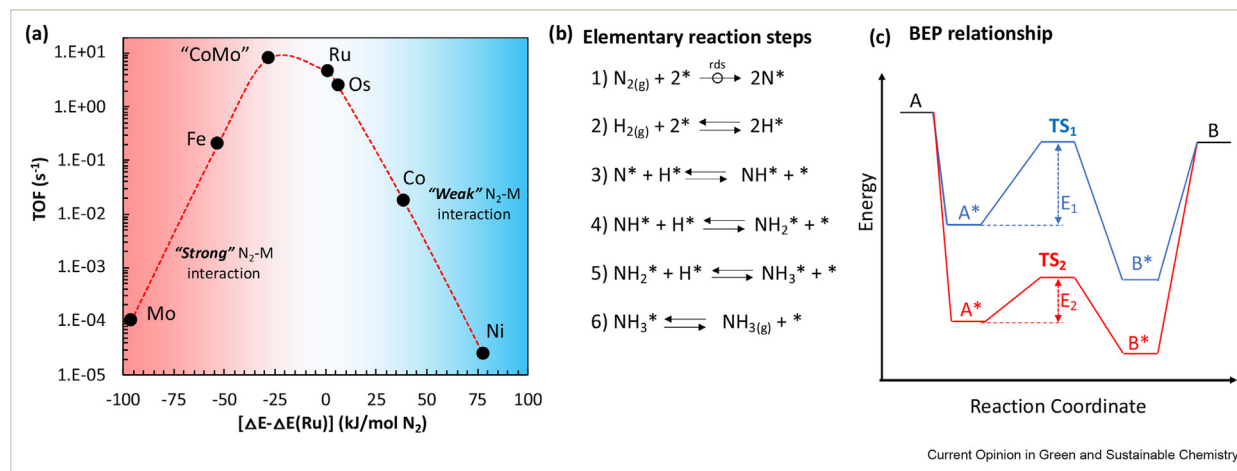 (a)
1.E+01
1.E+00
1.E-01
1.E-02
1.E-03
1.E-04
1.E-05
TOF (s-1)
“CoMo”
Ru
Os
Fe
Co
“Weak” N2-M
interaction
“Strong” N2-M
interaction
Mo
Ni
-100 -75 -50 -25 0 25 50 75 100
[ΔE-ΔE(Ru)] (kJ/mol N2)
(b) Elementary reaction steps
rds
1) N2(g) + 2* → 2N*
2) H2(g) + 2* ⇄ 2H*
3) N* + H* ⇄ NH* + *
4) NH* + H* ⇄ NH2* + *
5) NH2* + H* ⇄ NH3* + *
6) NH3* ⇄ NH3(g) + *
(c) BEP relationship
A
TS1
B
E1
A*
B*
TS2
A*
E2
B*
Energy
Reaction Coordinate
Current Opinion in Green and Sustainable Chemistry